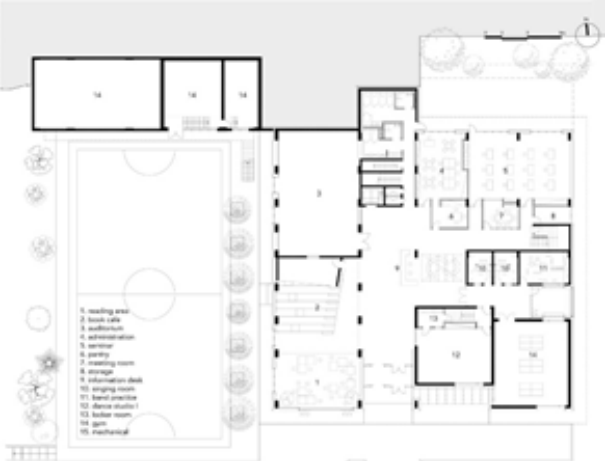 14
14
14
3
4
5
6
7
8
9
10
10
11
2
13
12
14
1
1. reading area
2. book cafe
3. auditorium
4. administration
5. seminar
6. pantry
7. meeting room
8. storage
9. information desk
10. singing room
11. band practice
12. dance studio I
13. locker room
14. gym
15. mechanical